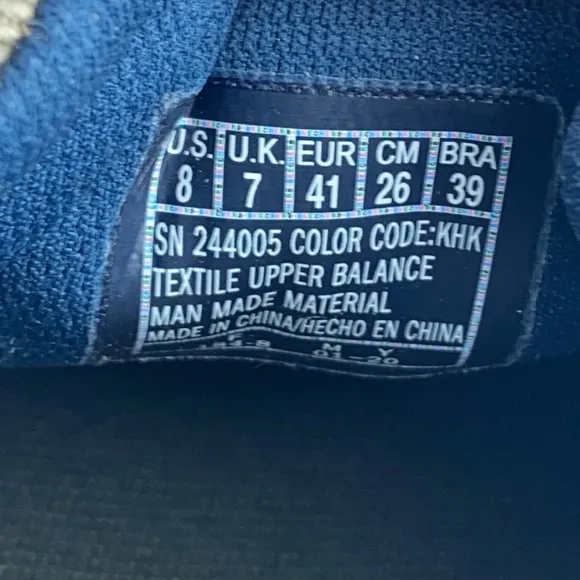 U.S. U.K. EUR CM BRA
8 7 41 26 39
SN 244005 COLOR CODE:KHK
TEXTILE UPPER BALANCE
MAN MADE MATERIAL
MADE IN CHINA/HECHO EN CHINA
M Y